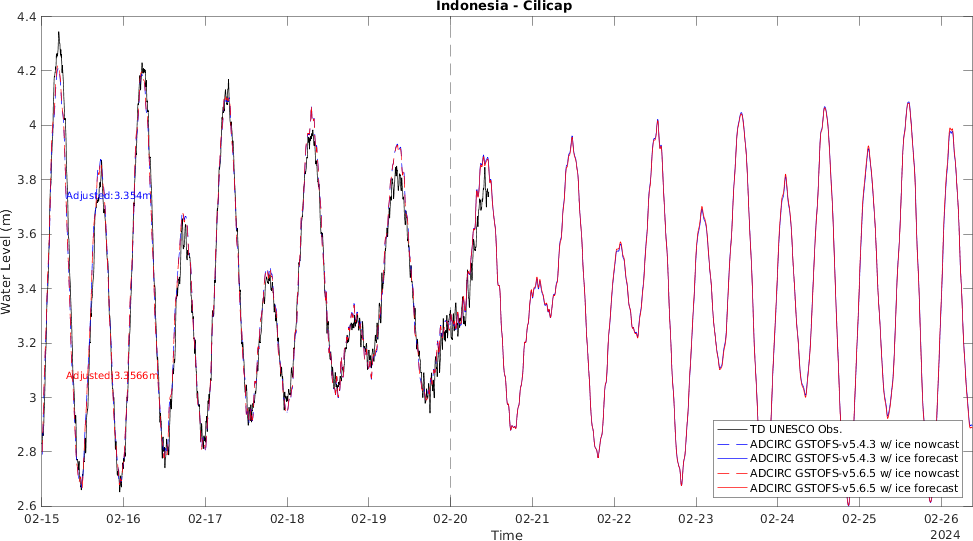 Indonesia - Cilicap
4.4
4.2
4
3.8
3.6
3.4
3.2
3
2.8
2.6
Water Level (m)
Adjusted:3.354m
Adjusted:3.3566m
TD UNESCO Obs.
ADCIRC GSTOFS-v5.4.3 w/ ice nowcast
ADCIRC GSTOFS-v5.4.3 w/ ice forecast
ADCIRC GSTOFS-v5.6.5 w/ ice nowcast
ADCIRC GSTOFS-v5.6.5 w/ ice forecast
02-15 02-16 02-17 02-18 02-19 02-20 02-21 02-22 02-23 02-24 02-25 02-26
Time
2024